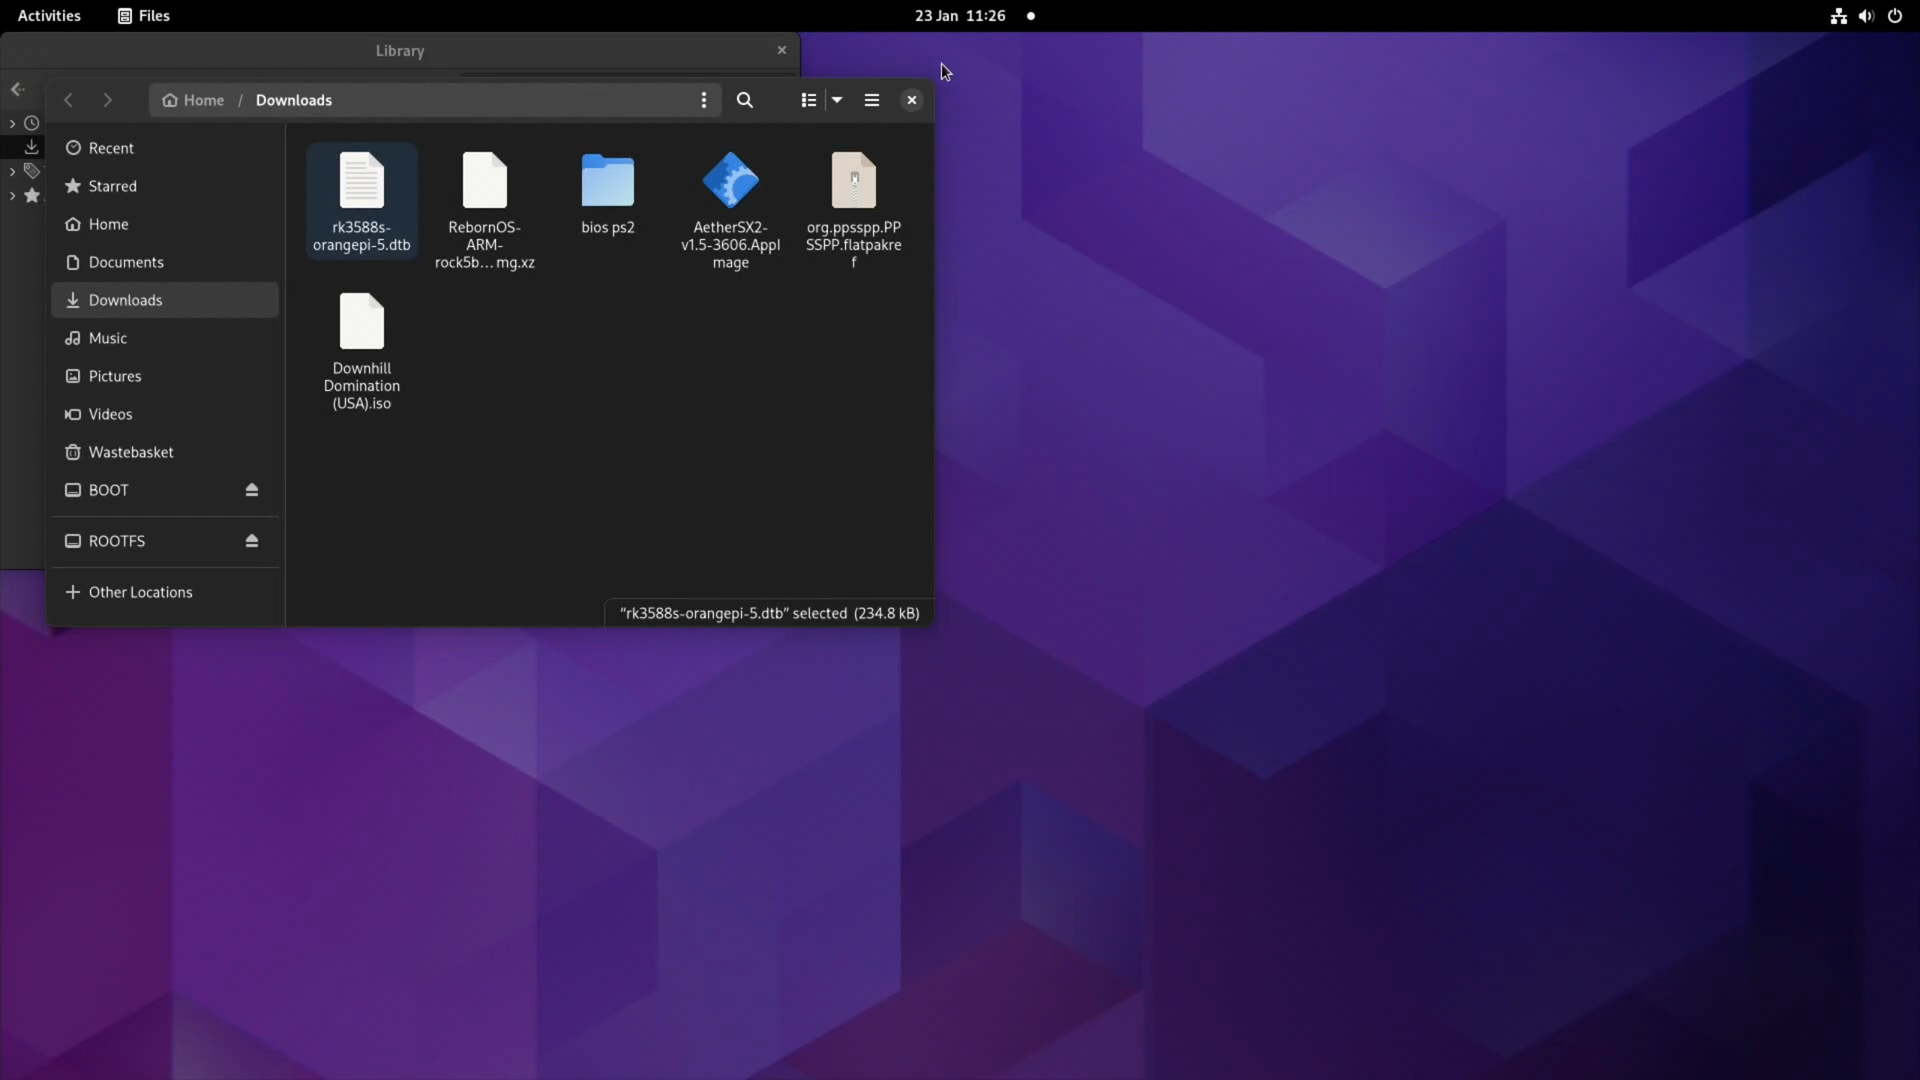 Activities
Files
23 Jan 11:26
Library
Home / Downloads
Recent
Starred
Home
Documents
Downloads
Music
Pictures
Videos
Wastebasket
BOOT
ROOTFS
Other Locations
rk3588s-
orangepi-5.dtb
RebornOS-
ARM-
rock5b...mg.xz
bios ps2
AetherSX2-
v1.5-3606.AppI
mage
org.ppsspp.PP
SSPP.flatpakre
f
Downhill
Domination
(USA).iso
"rk3588s-orangepi-5.dtb" selected (234.8 kB)